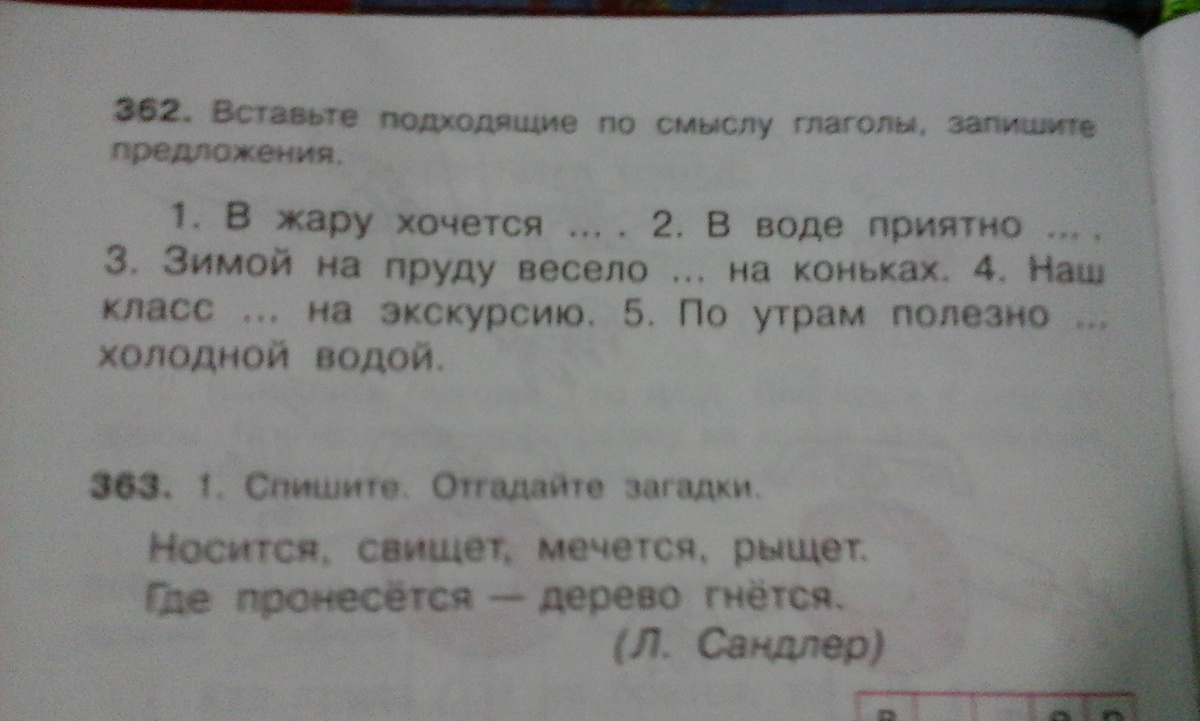 362. Вставьте подходящие по смыслу глаголы, запишите
предложения.
1. В жару хочется ... . 2. В воде приятно ... .
3. Зимой на пруду весело ... на коньках. 4. Наш
класс ... на экскурсию. 5. По утрам полезно ...
холодной водой.
363. 1. Спишите. Отгадайте загадки.
Носится, свищет, мечется, рыщет.
Где пронесётся — дерево гнётся.
(Л. Сандлер)
в е р